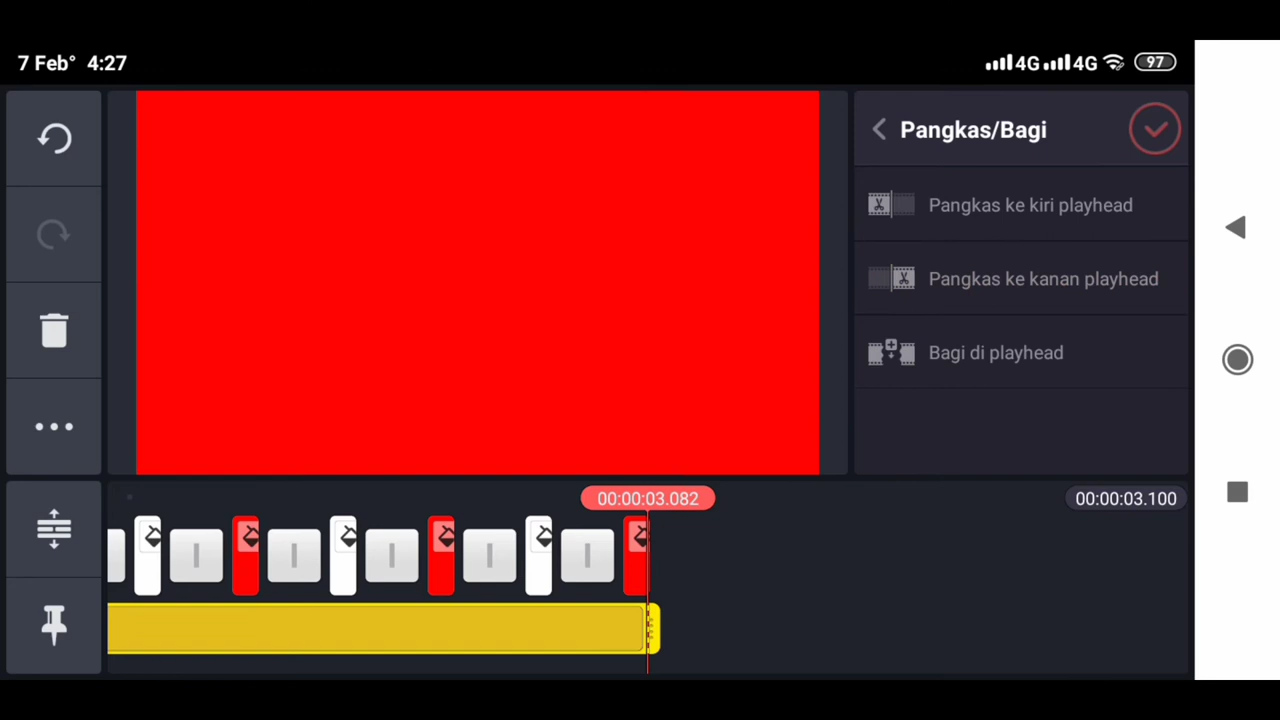 7 Feb° 4:27
4G 4G 97
Pangkas/Bagi
Pangkas ke kiri playhead
Pangkas ke kanan playhead
Bagi di playhead
00:00:03.082
00:00:03.100